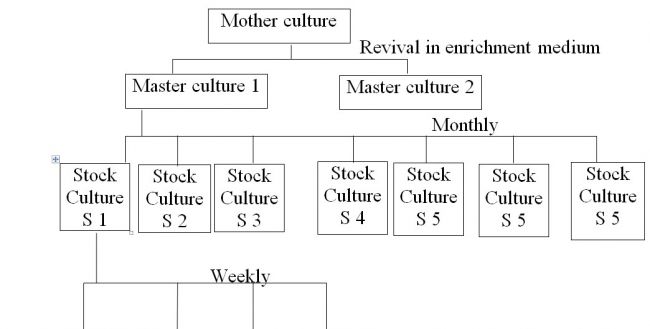 Mother culture
Revival in enrichment medium
Master culture 1
Master culture 2
Monthly
Stock
Culture
S 1
Stock
Culture
S 2
Stock
Culture
S 3
Stock
Culture
S 4
Stock
Culture
S 5
Stock
Culture
S 5
Stock
Culture
S 5
Weekly